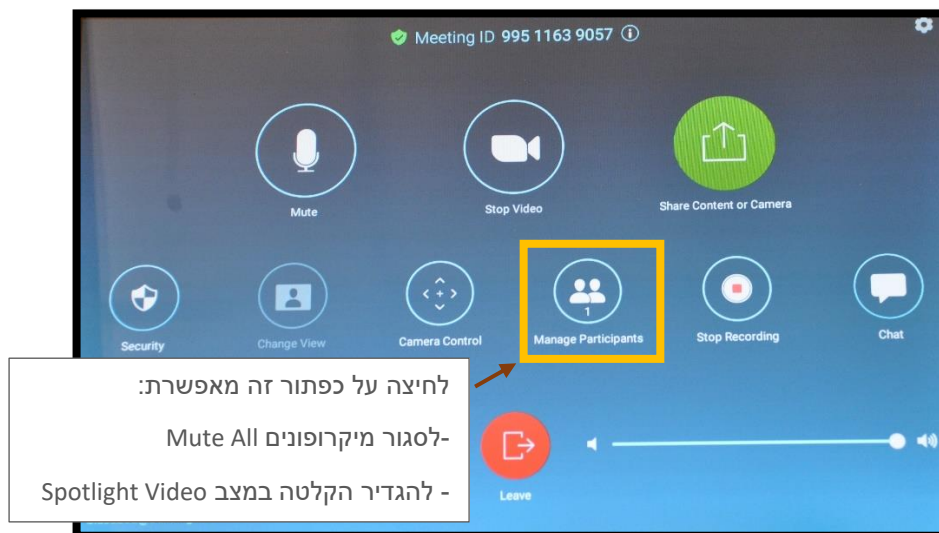 Meeting ID 995 1163 9057
Mute
Stop Video
Share Content or Camera
1
Security
Change View
Camera Control
Manage Participants
Stop Recording
Chat
לחיצה על כפתור זה מאפשרת:
-לסגור מיקרופונים Mute All
- להגדיר הקלטה במצב Spotlight Video
Leave